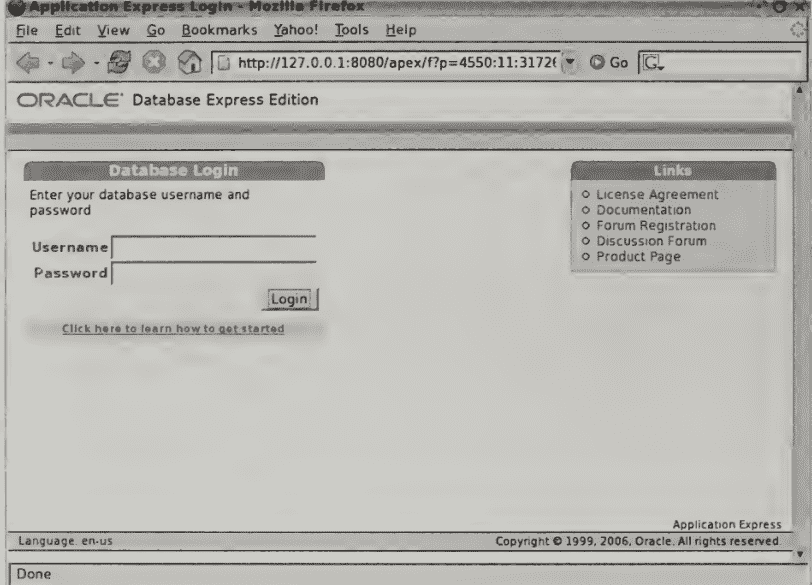 Application Express Login - Mozilla Firefox
File Edit View Go Bookmarks Yahoo! Tools Help
http://127.0.0.1:8080/apex/f?p=4550:11:3172 Go G
ORACLE Database Express Edition
Database Login
Enter your database username and
password
Username
Password
Login
Click here to learn how to get started
Links
License Agreement
Documentation
Forum Registration
Discussion Forum
Product Page
Application Express
Language: en-us
Copyright © 1999, 2006, Oracle. All rights reserved.
Done